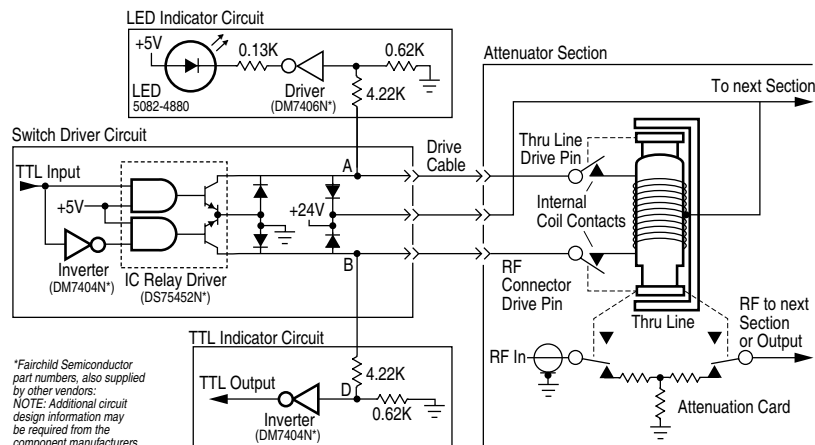 LED Indicator Circuit
+5V
0.13K
0.62K
LED
5082-4880
Driver
(DM7406N*)
4.22K
Attenuator Section
To next Section
Switch Driver Circuit
TTL Input
+5V
A
Drive
Cable
Thru Line
Drive Pin
+24V
Internal
Coil Contacts
Inverter
(DM7404N*)
IC Relay Driver
(DS75452N*)
B
RF
Connector
Drive Pin
Thru Line
RF to next
Section
or Output
TTL Indicator Circuit
RF In
*Fairchild Semiconductor
part numbers, also supplied
by other vendors:
NOTE: Additional circuit
design information may
be required from the
component manufacturers
TTL Output
D
4.22K
Inverter
(DM7404N*)
0.62K
Attenuation Card